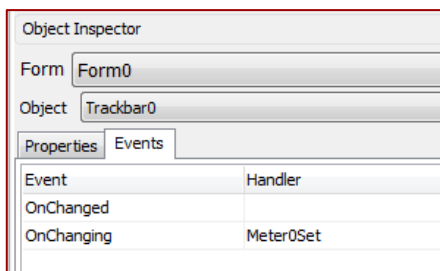 Object Inspector
Form Form0
Object Trackbar0
Properties Events
Event Handler
OnChanged
OnChanging Meter0Set